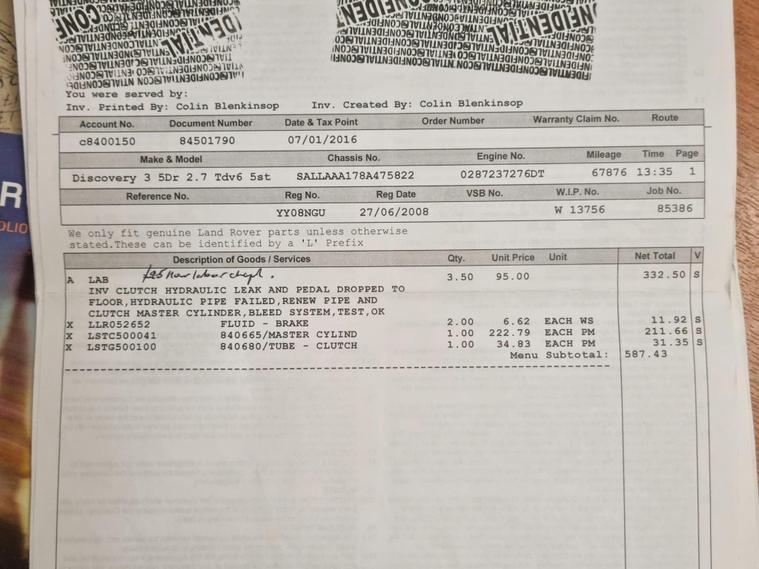 CONFIDENTIAL
You were served by:
Inv. Printed By: Colin Blenkinsop Inv. Created By: Colin Blenkinsop
Account No. Document Number Date & Tax Point Order Number Warranty Claim No. Route
c8400150 84501790 07/01/2016
Make & Model Chassis No. Engine No. Mileage Time Page
Discovery 3 5Dr 2.7 Tdv6 5st SALLAAA178A475822 0287237276DT 67876 13:35 1
Reference No. Reg No. Reg Date VSB No. W.I.P. No. Job No.
YY08NGU 27/06/2008 W 13756 85386
We only fit genuine Land Rover parts unless otherwise
stated.These can be identified by a 'L' Prefix
Description of Goods / Services Qty. Unit Price Unit Net Total V
A LAB 3.50 95.00 332.50 S
INV CLUTCH HYDRAULIC LEAK AND PEDAL DROPPED TO
FLOOR,HYDRAULIC PIPE FAILED,RENEW PIPE AND
CLUTCH MASTER CYLINDER,BLEED SYSTEM,TEST,OK
X LLR052652 FLUID - BRAKE 2.00 6.62 EACH WS 11.92 S
X LSTC500041 840665/MASTER CYLIND 1.00 222.79 EACH PM 211.66 S
X LSTG500100 840680/TUBE - CLUTCH 1.00 34.83 EACH PM 31.35 S
Menu Subtotal: 587.43